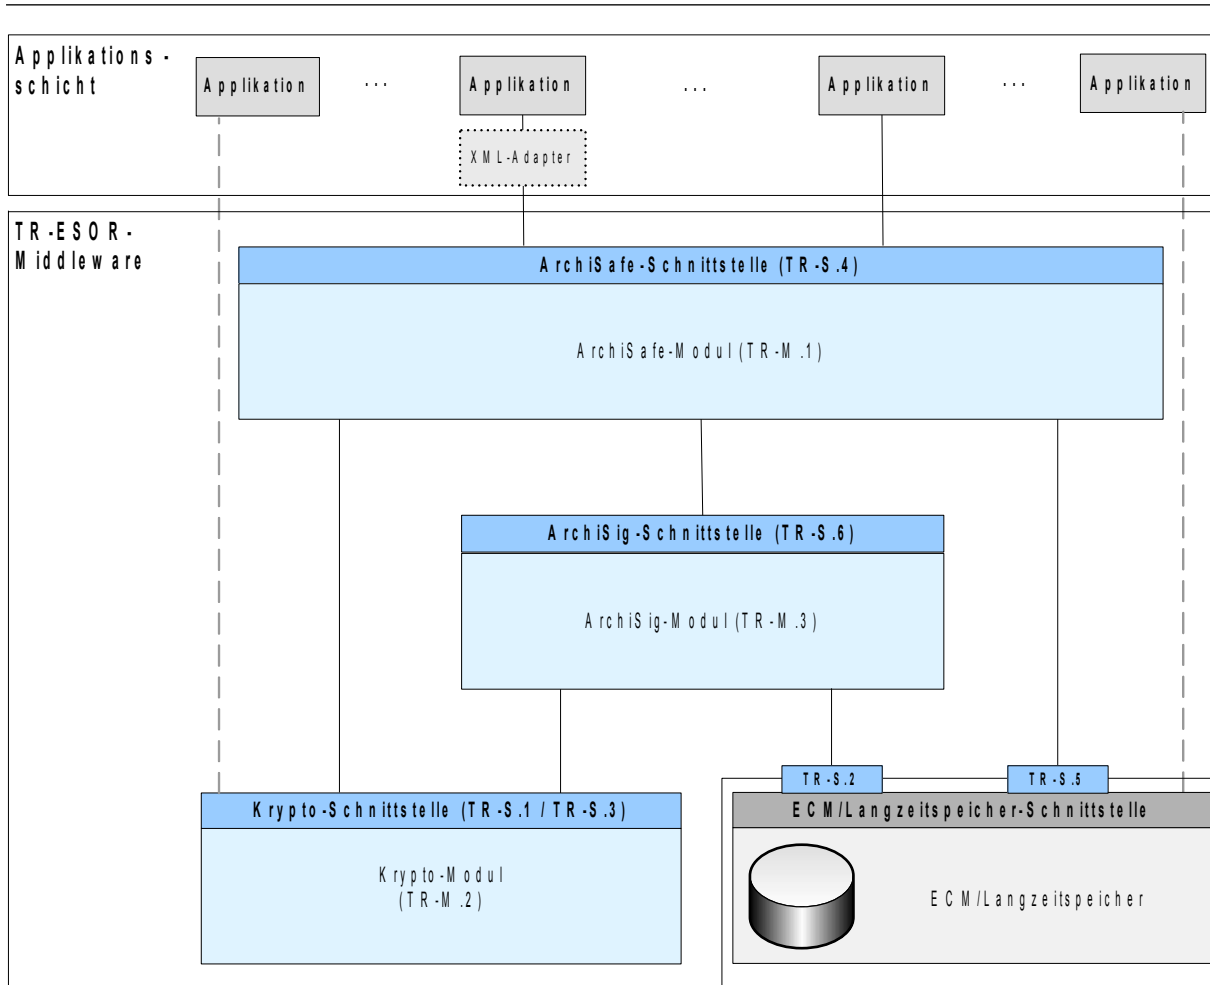 Applikations-
schicht
Applikation
...
Applikation
...
Applikation
...
Applikation
XML-Adapter
TR-ESOR-
Middleware
ArchiSafe-Schnittstelle (TR-S.4)
ArchiSafe-Modul (TR-M.1)
ArchiSig-Schnittstelle (TR-S.6)
ArchiSig-Modul (TR-M.3)
TR-S.2
TR-S.5
Krypto-Schnittstelle (TR-S.1 / TR-S.3)
ECM/Langzeitspeicher-Schnittstelle
Krypto-Modul
(TR-M.2)
ECM/Langzeitspeicher